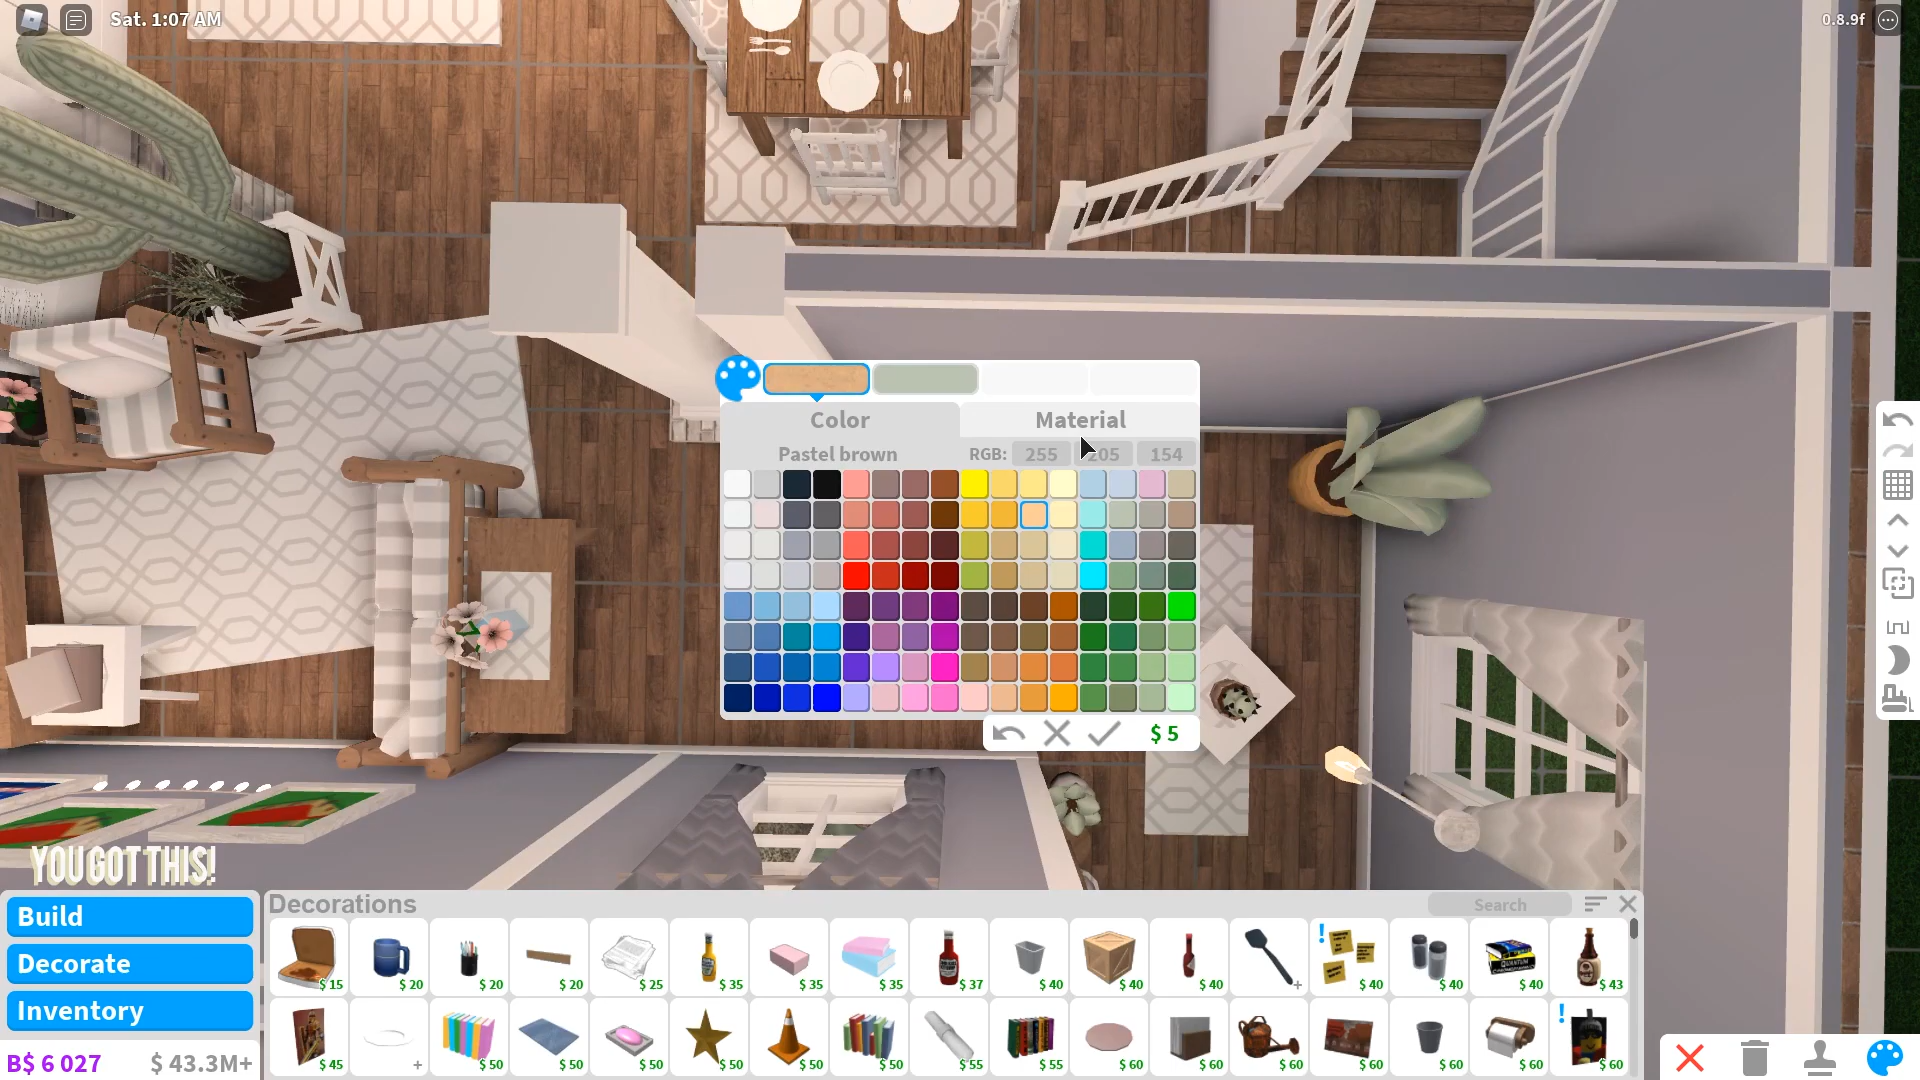 Sat. 1:07 AM
0.8.9f
Color
Material
Pastel brown
RGB: 255 205 154
$ 5
YOU GOT THIS!
Build
Decorate
Inventory
B$ 6 027
$ 43.3M+
Decorations
Search
$ 15
$ 20
$ 20
$ 20
$ 25
$ 35
$ 35
$ 35
$ 37
$ 40
$ 40
$ 40
+
!
$ 40
$ 40
$ 40
$ 43
$ 45
+
$ 50
$ 50
$ 50
$ 50
$ 50
$ 50
$ 55
$ 55
$ 60
$ 60
$ 60
$ 60
$ 60
$ 60
!
$ 60